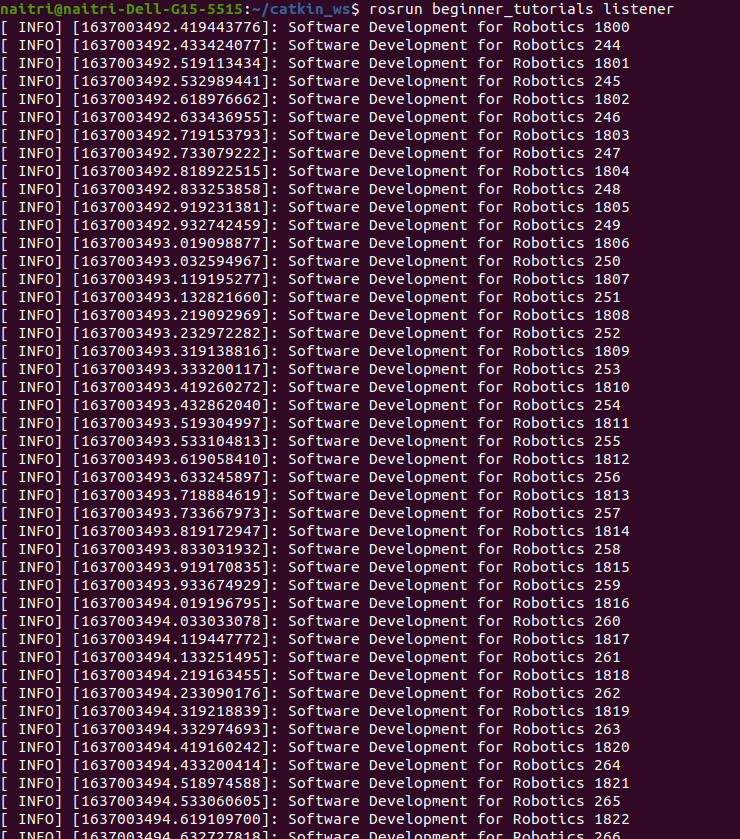 naitri@naitri-Dell-G15-5515:~/catkin_ws$ rosrun beginner_tutorials listener
[ INFO] [1637003492.419443776]: Software Development for Robotics 1800
[ INFO] [1637003492.433424077]: Software Development for Robotics 244
[ INFO] [1637003492.519113434]: Software Development for Robotics 1801
[ INFO] [1637003492.532989441]: Software Development for Robotics 245
[ INFO] [1637003492.618976662]: Software Development for Robotics 1802
[ INFO] [1637003492.633436955]: Software Development for Robotics 246
[ INFO] [1637003492.719153793]: Software Development for Robotics 1803
[ INFO] [1637003492.733079222]: Software Development for Robotics 247
[ INFO] [1637003492.818922515]: Software Development for Robotics 1804
[ INFO] [1637003492.833253858]: Software Development for Robotics 248
[ INFO] [1637003492.919231381]: Software Development for Robotics 1805
[ INFO] [1637003492.932742459]: Software Development for Robotics 249
[ INFO] [1637003493.019098877]: Software Development for Robotics 1806
[ INFO] [1637003493.032594967]: Software Development for Robotics 250
[ INFO] [1637003493.119195277]: Software Development for Robotics 1807
[ INFO] [1637003493.132821660]: Software Development for Robotics 251
[ INFO] [1637003493.219092969]: Software Development for Robotics 1808
[ INFO] [1637003493.232972282]: Software Development for Robotics 252
[ INFO] [1637003493.319138816]: Software Development for Robotics 1809
[ INFO] [1637003493.333200117]: Software Development for Robotics 253
[ INFO] [1637003493.419260272]: Software Development for Robotics 1810
[ INFO] [1637003493.432862040]: Software Development for Robotics 254
[ INFO] [1637003493.519304997]: Software Development for Robotics 1811
[ INFO] [1637003493.533104813]: Software Development for Robotics 255
[ INFO] [1637003493.619058410]: Software Development for Robotics 1812
[ INFO] [1637003493.633245897]: Software Development for Robotics 256
[ INFO] [1637003493.718884619]: Software Development for Robotics 1813
[ INFO] [1637003493.733667973]: Software Development for Robotics 257
[ INFO] [1637003493.819172947]: Software Development for Robotics 1814
[ INFO] [1637003493.833031932]: Software Development for Robotics 258
[ INFO] [1637003493.919170835]: Software Development for Robotics 1815
[ INFO] [1637003493.933674929]: Software Development for Robotics 259
[ INFO] [1637003494.019196795]: Software Development for Robotics 1816
[ INFO] [1637003494.033033078]: Software Development for Robotics 260
[ INFO] [1637003494.119447772]: Software Development for Robotics 1817
[ INFO] [1637003494.133251495]: Software Development for Robotics 261
[ INFO] [1637003494.219163455]: Software Development for Robotics 1818
[ INFO] [1637003494.233090176]: Software Development for Robotics 262
[ INFO] [1637003494.319218839]: Software Development for Robotics 1819
[ INFO] [1637003494.332974693]: Software Development for Robotics 263
[ INFO] [1637003494.419160242]: Software Development for Robotics 1820
[ INFO] [1637003494.433200414]: Software Development for Robotics 264
[ INFO] [1637003494.518974588]: Software Development for Robotics 1821
[ INFO] [1637003494.533060605]: Software Development for Robotics 265
[ INFO] [1637003494.619109700]: Software Development for Robotics 1822
[ INFO] [1637003494.632727818]: Software Development for Robotics 266